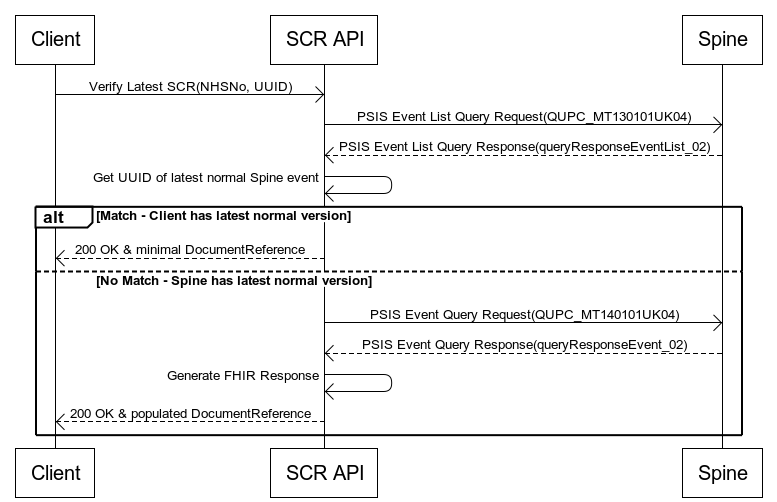 Client
SCR API
Spine
Verify Latest SCR(NHSNo, UUID)
PSIS Event List Query Request(QUPC_MT130101UK04)
PSIS Event List Query Response(queryResponseEventList_02)
Get UUID of latest normal Spine event
alt
[Match - Client has latest normal version]
200 OK & minimal DocumentReference
[No Match - Spine has latest normal version]
PSIS Event Query Request(QUPC_MT140101UK04)
PSIS Event Query Response(queryResponseEvent_02)
Generate FHIR Response
200 OK & populated DocumentReference
Client
SCR API
Spine